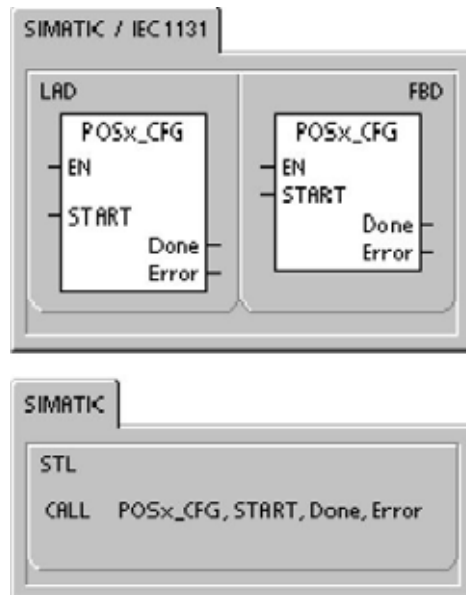 SIMATIC / IEC 1131
LAD
FBD
POSx_CFG
EN
START
Done
Error
POSx_CFG
EN
START
Done
Error
SIMATIC
STL
CALL POSx_CFG, START, Done, Error